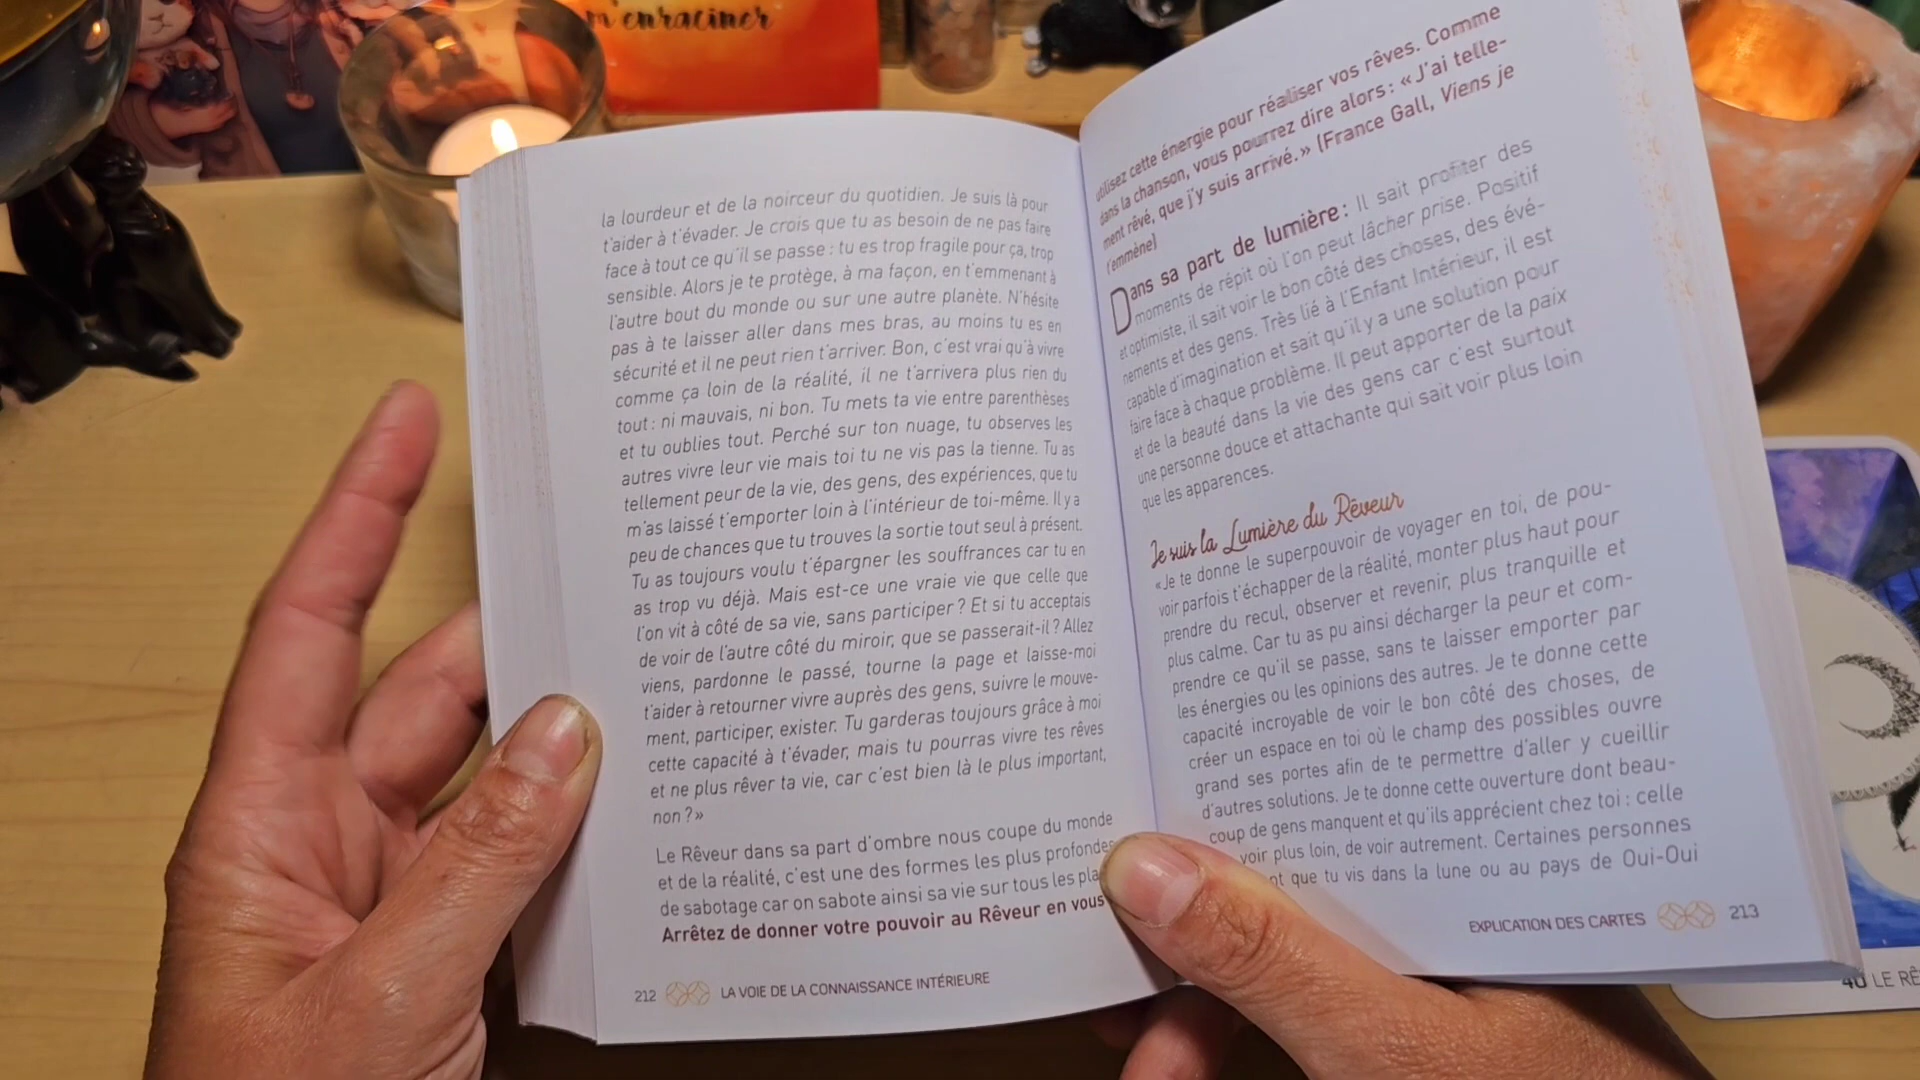 m'enraciner
la lourdeur et de la noirceur du quotidien. Je suis là pour
t'aider à t'évader. Je crois que tu as besoin de ne pas faire
face à tout ce qu'il se passe : tu es trop fragile pour ça, trop
sensible. Alors je te protège, à ma façon, en t'emmenant à
l'autre bout du monde ou sur une autre planète. N'hésite
pas à te laisser aller dans mes bras, au moins tu es en
sécurité et il ne peut rien t'arriver. Bon, c'est vrai qu'à vivre
comme ça loin de la réalité, il ne t'arrivera plus rien du
tout : ni mauvais, ni bon. Tu mets ta vie entre parenthèses
et tu oublies tout. Perché sur ton nuage, tu observes les
autres vivre leur vie mais toi tu ne vis pas la tienne. Tu as
tellement peur de la vie, des gens, des expériences, que tu
m'as laissé t'emporter loin à l'intérieur de toi-même. Il y a
peu de chances que tu trouves la sortie tout seul à présent.
Tu as toujours voulu t'épargner les souffrances car tu en
as trop vu déjà. Mais est-ce une vraie vie que celle que
l'on vit à côté de sa vie, sans participer ? Et si tu acceptais
de voir de l'autre côté du miroir, que se passerait-il ? Allez
viens, pardonne le passé, tourne la page et laisse-moi
t'aider à retourner vivre auprès des gens, suivre le mouve-
ment, participer, exister. Tu garderas toujours grâce à moi
cette capacité à t'évader, mais tu pourras vivre tes rêves
et ne plus rêver ta vie, car c'est bien là le plus important,
non ? »
Le Rêveur dans sa part d'ombre nous coupe du monde
et de la réalité, c'est une des formes les plus profondes
de sabotage car on sabote ainsi sa vie sur tous les
Arrêtez de donner votre pouvoir au Rêveur en vous
212 LA VOIE DE LA CONNAISSANCE INTÉRIEURE
utilisez cette énergie pour réaliser vos rêves. Comme
dans la chanson, vous pourrez dire alors : « J'ai telle-
ment rêvé, que j'y suis arrivé. » (France Gall, Viens je
t'emmène)
Dans sa part de lumière : Il sait profiter des
moments de répit où l'on peut lâcher prise. Positif
et optimiste, il sait voir le bon côté des choses, des évé-
nements et des gens. Très lié à l'Enfant Intérieur, il est
capable d'imagination et sait qu'il y a une solution pour
faire face à chaque problème. Il peut apporter de la paix
et de la beauté dans la vie des gens car c'est surtout
une personne douce et attachante qui sait voir plus loin
que les apparences.
Je suis la Lumière du Rêveur
« Je te donne le superpouvoir de voyager en toi, de pou-
voir parfois t'échapper de la réalité, monter plus haut pour
prendre du recul, observer et revenir, plus tranquille et
plus calme. Car tu as pu ainsi décharger la peur et com-
prendre ce qu'il se passe, sans te laisser emporter par
les énergies ou les opinions des autres. Je te donne cette
capacité incroyable de voir le bon côté des choses, de
créer un espace en toi où le champ des possibles ouvre
grand ses portes afin de te permettre d'aller y cueillir
d'autres solutions. Je te donne cette ouverture dont beau-
coup de gens manquent et qu'ils apprécient chez toi : celle
voir plus loin, de voir autrement. Certaines personnes
que tu vis dans la lune ou au pays de Oui-Oui
EXPLICATION DES CARTES 213
40 LE